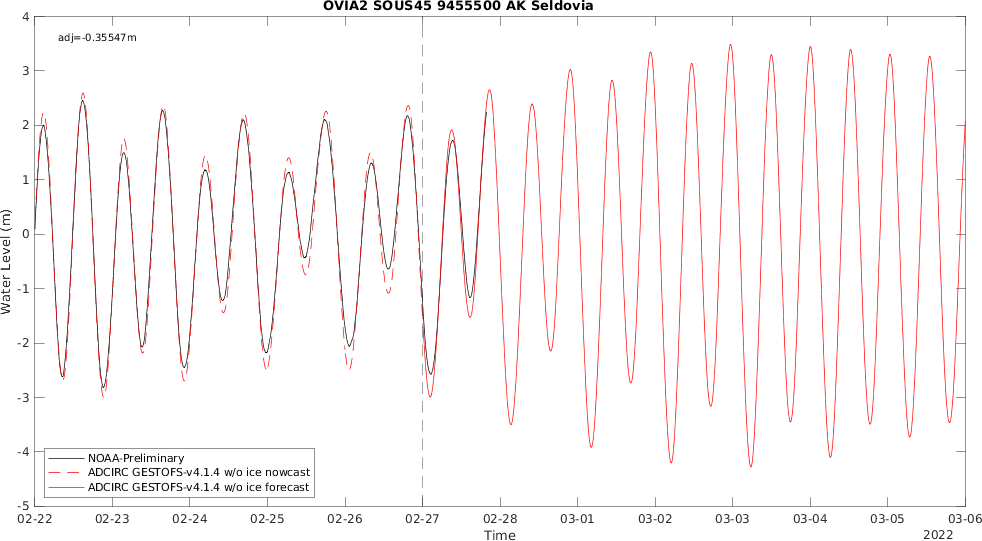 OVIA2 SOUS45 9455500 AK Seldovia
adj=-0.35547m
4
3
2
1
0
-1
-2
-3
-4
-5
Water Level (m)
NOAA-Preliminary
ADCIRC GESTOFS-v4.1.4 w/o ice nowcast
ADCIRC GESTOFS-v4.1.4 w/o ice forecast
02-22 02-23 02-24 02-25 02-26 02-27 02-28 03-01 03-02 03-03 03-04 03-05 03-06
Time
2022